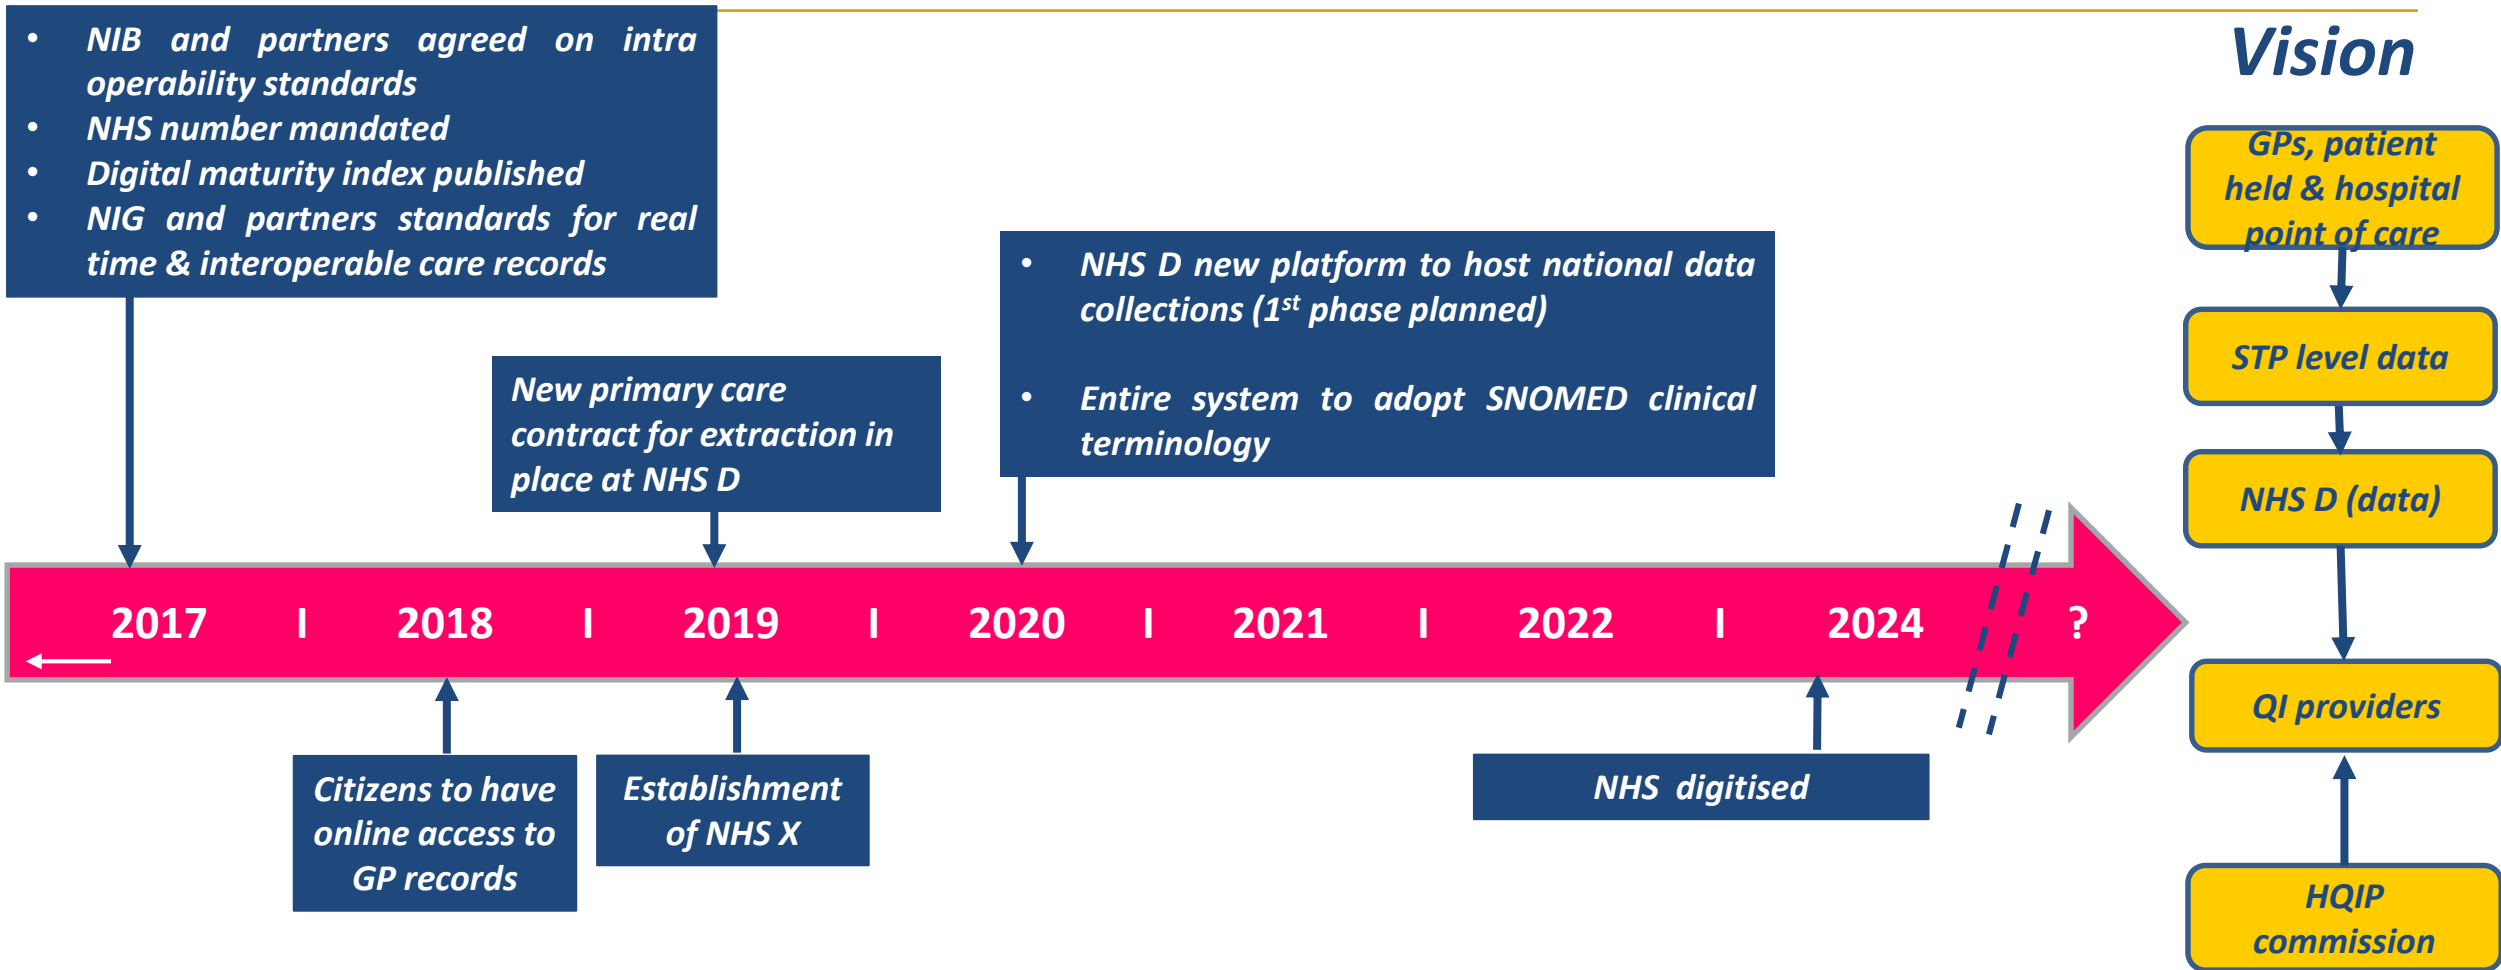 • NIB and partners agreed on intra
operability standards
• NHS number mandated
• Digital maturity index published
• NIG and partners standards for real
time & interoperable care records
New primary care
contract for extraction in
place at NHS D
• NHS D new platform to host national data
collections (1st phase planned)
• Entire system to adopt SNOMED clinical
terminology
2017 I 2018 I 2019 I 2020 I 2021 I 2022 I 2024 ?
Citizens to have
online access to
GP records
Establishment
of NHS X
NHS digitised
Vision
GPs, patient
held & hospital
point of care
STP level data
NHS D (data)
QI providers
HQIP
commission